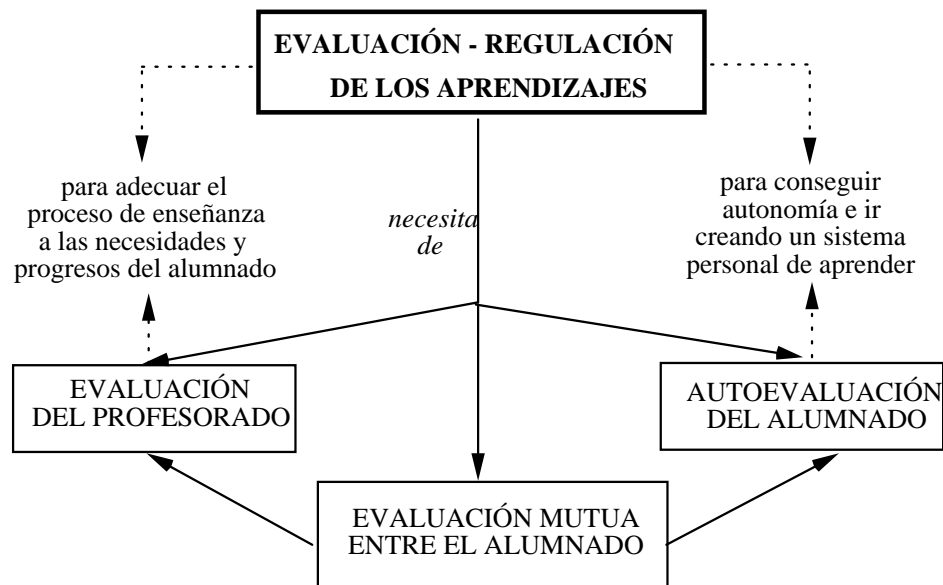 EVALUACIÓN - REGULACIÓN
DE LOS APRENDIZAJES
para adecuar el
proceso de enseñanza
a las necesidades y
progresos del alumnado
necesita
de
para conseguir
autonomía e ir
creando un sistema
personal de aprender
EVALUACIÓN
DEL PROFESORADO
AUTOEVALUACIÓN
DEL ALUMNADO
EVALUACIÓN MUTUA
ENTRE EL ALUMNADO